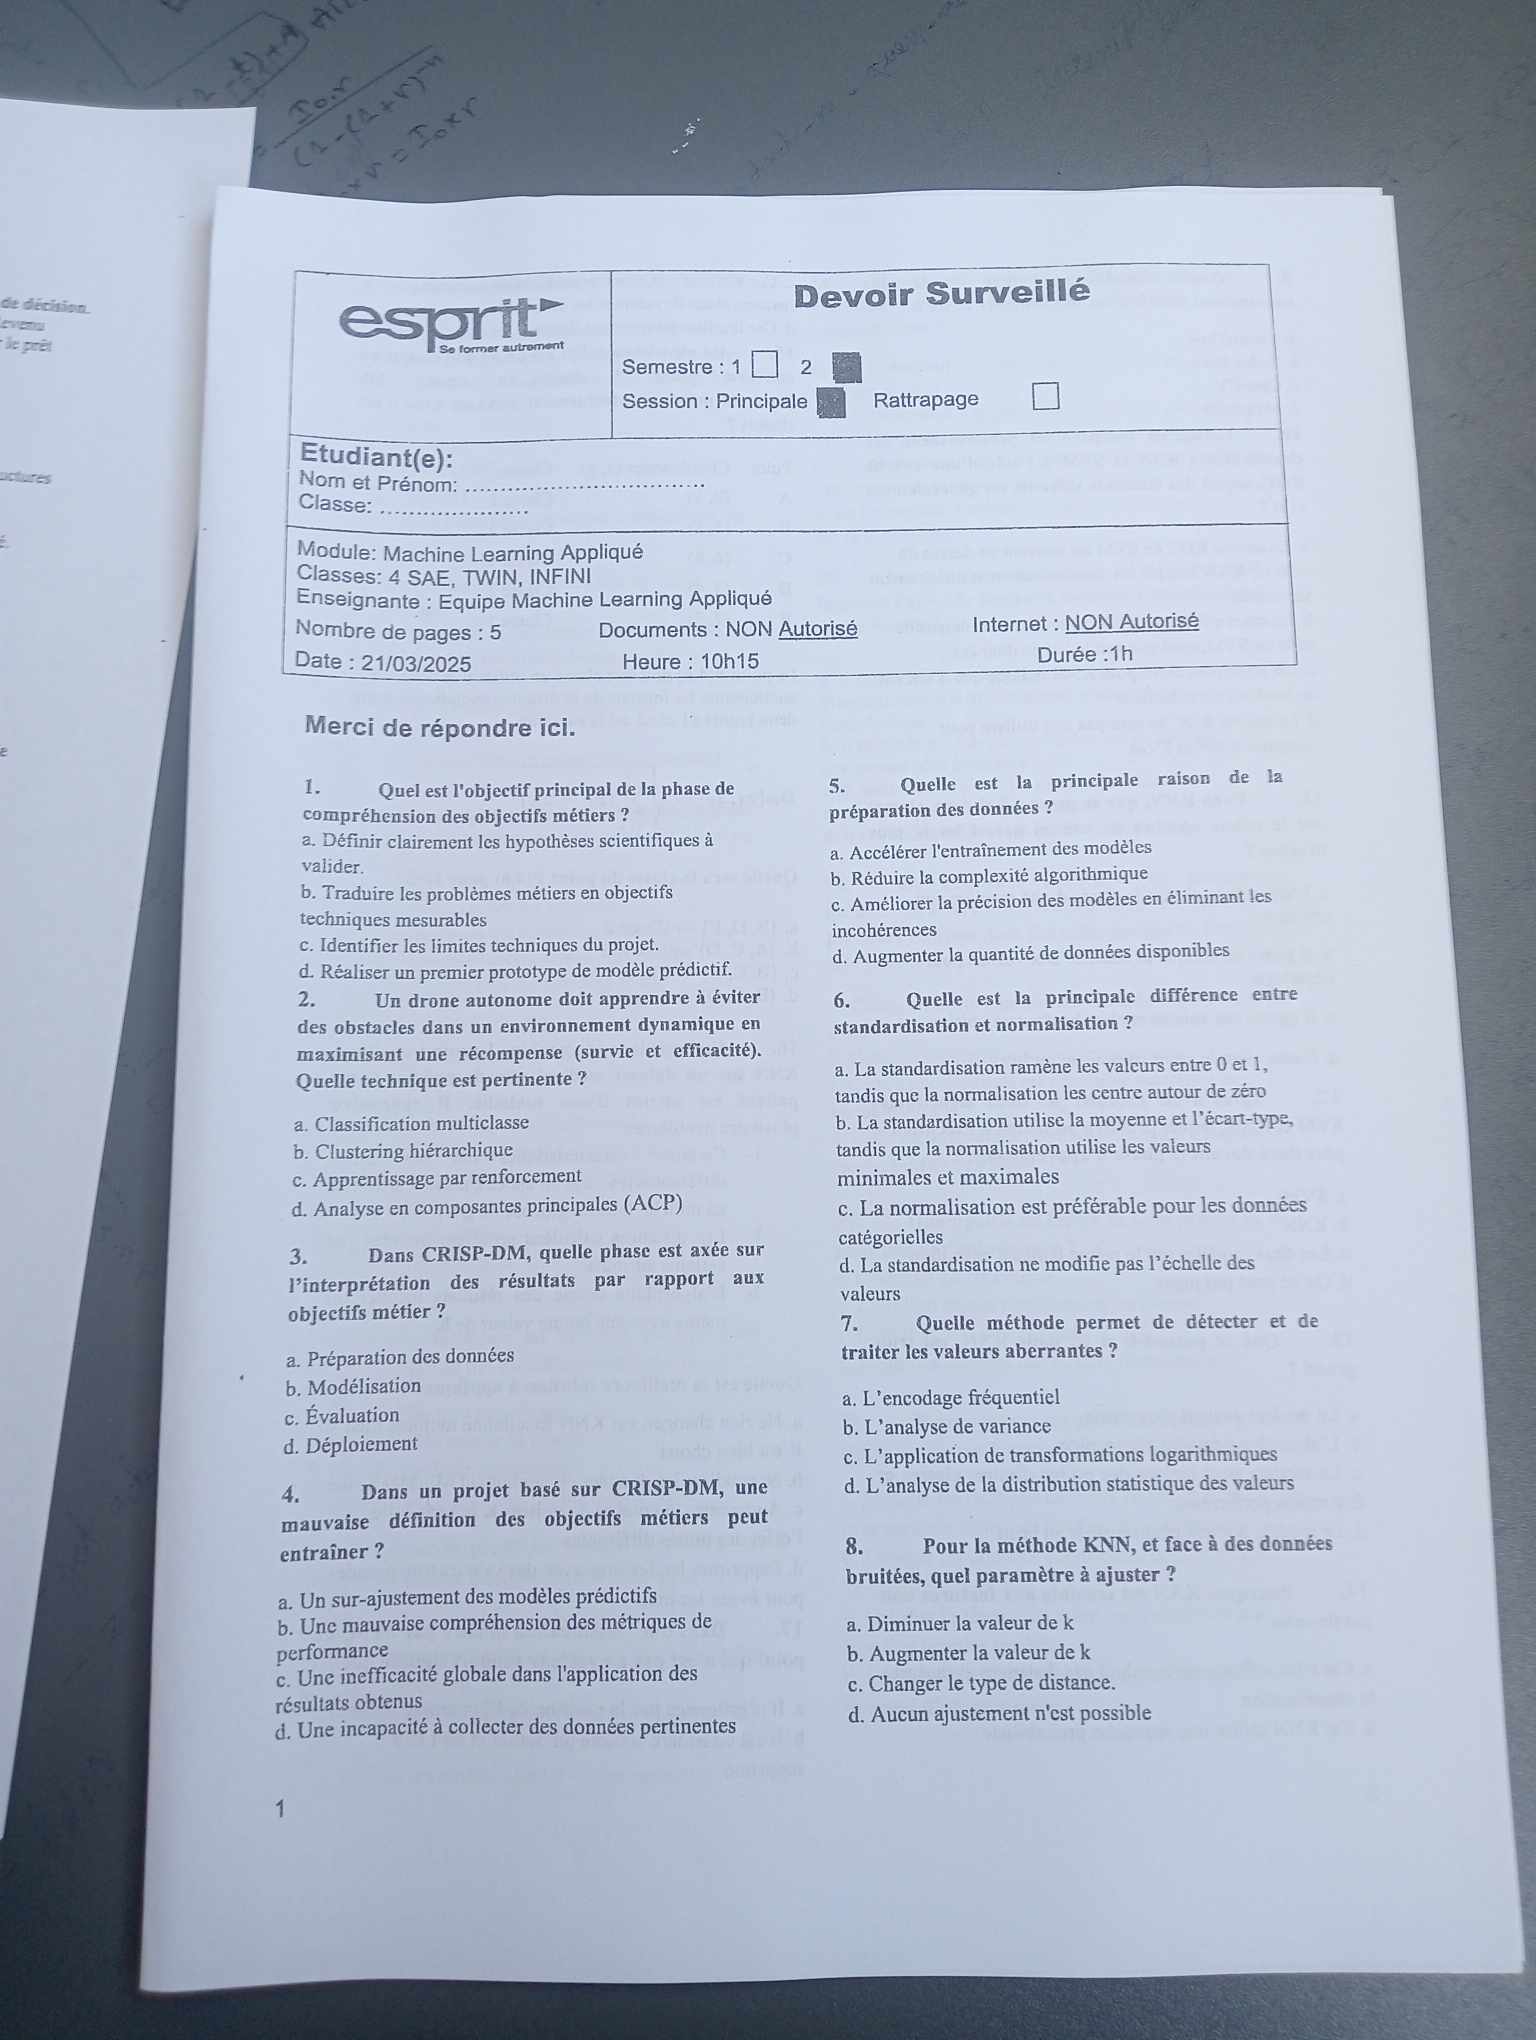 de décision.
le prêt
I₀.r
(1-(1+r)⁻ⁿ
= I₀xr
esprit
Se former autrement
Devoir Surveillé
Semestre : 1 2
Session : Principale Rattrapage
Etudiant(e):
Nom et Prénom: ..................................
Classe: .....................
Module: Machine Learning Appliqué
Classes: 4 SAE, TWIN, INFINI
Enseignante : Equipe Machine Learning Appliqué
Nombre de pages : 5 Documents : NON Autorisé Internet : NON Autorisé
Date : 21/03/2025 Heure : 10h15 Durée :1h
Merci de répondre ici.
1. Quel est l'objectif principal de la phase de
compréhension des objectifs métiers ?
a. Définir clairement les hypothèses scientifiques à
valider.
b. Traduire les problèmes métiers en objectifs
techniques mesurables
c. Identifier les limites techniques du projet.
d. Réaliser un premier prototype de modèle prédictif.
2. Un drone autonome doit apprendre à éviter
des obstacles dans un environnement dynamique en
maximisant une récompense (survie et efficacité).
Quelle technique est pertinente ?
a. Classification multiclasse
b. Clustering hiérarchique
c. Apprentissage par renforcement
d. Analyse en composantes principales (ACP)
3. Dans CRISP-DM, quelle phase est axée sur
l'interprétation des résultats par rapport aux
objectifs métier ?
a. Préparation des données
b. Modélisation
c. Évaluation
d. Déploiement
4. Dans un projet basé sur CRISP-DM, une
mauvaise définition des objectifs métiers peut
entraîner ?
a. Un sur-ajustement des modèles prédictifs
b. Une mauvaise compréhension des métriques de
performance
c. Une inefficacité globale dans l'application des
résultats obtenus
d. Une incapacité à collecter des données pertinentes
5. Quelle est la principale raison de la
préparation des données ?
a. Accélérer l'entraînement des modèles
b. Réduire la complexité algorithmique
c. Améliorer la précision des modèles en éliminant les
incohérences
d. Augmenter la quantité de données disponibles
6. Quelle est la principale différence entre
standardisation et normalisation ?
a. La standardisation ramène les valeurs entre 0 et 1,
tandis que la normalisation les centre autour de zéro
b. La standardisation utilise la moyenne et l'écart-type,
tandis que la normalisation utilise les valeurs
minimales et maximales
c. La normalisation est préférable pour les données
catégorielles
d. La standardisation ne modifie pas l'échelle des
valeurs
7. Quelle méthode permet de détecter et de
traiter les valeurs aberrantes ?
a. L'encodage fréquentiel
b. L'analyse de variance
c. L'application de transformations logarithmiques
d. L'analyse de la distribution statistique des valeurs
8. Pour la méthode KNN, et face à des données
bruitées, quel paramètre à ajuster ?
a. Diminuer la valeur de k
b. Augmenter la valeur de k
c. Changer le type de distance.
d. Aucun ajustement n'est possible
1